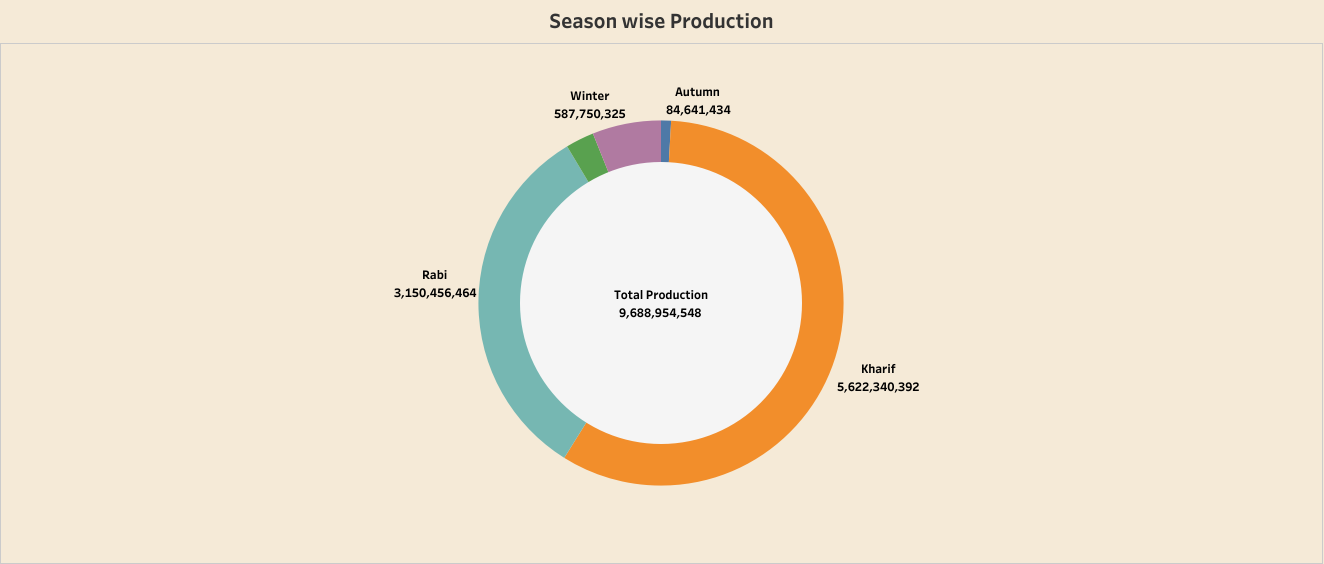 Season wise Production
Winter
587,750,325
Autumn
84,641,434
Rabi
3,150,456,464
Total Production
9,688,954,548
Kharif
5,622,340,392